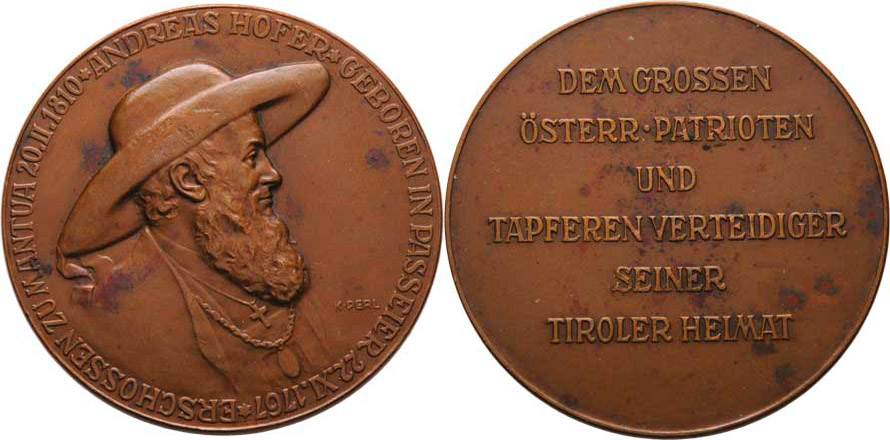 ANDREAS HOFER * GEBOREN IN PASSEIER 22.XI.1767 * ERSCHOSSEN ZU MANTUA 20.II.1810 *
K·PERL
DEM GROSSEN
ÖSTERR·PATRIOTEN
UND
TAPFEREN VERTEIDIGER
SEINER
TIROLER HEIMAT